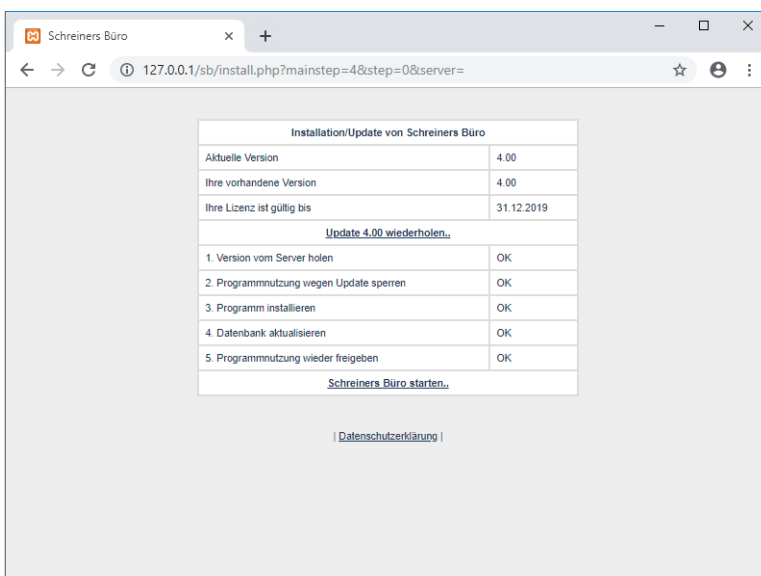 Schreiners Büro
127.0.0.1/sb/install.php?mainstep=4&step=0&server=
Installation/Update von Schreiners Büro
Aktuelle Version 4.00
Ihre vorhandene Version 4.00
Ihre Lizenz ist gültig bis 31.12.2019
Update 4.00 wiederholen..
1. Version vom Server holen OK
2. Programmnutzung wegen Update sperren OK
3. Programm installieren OK
4. Datenbank aktualisieren OK
5. Programmnutzung wieder freigeben OK
Schreiners Büro starten..
| Datenschutzerklärung |